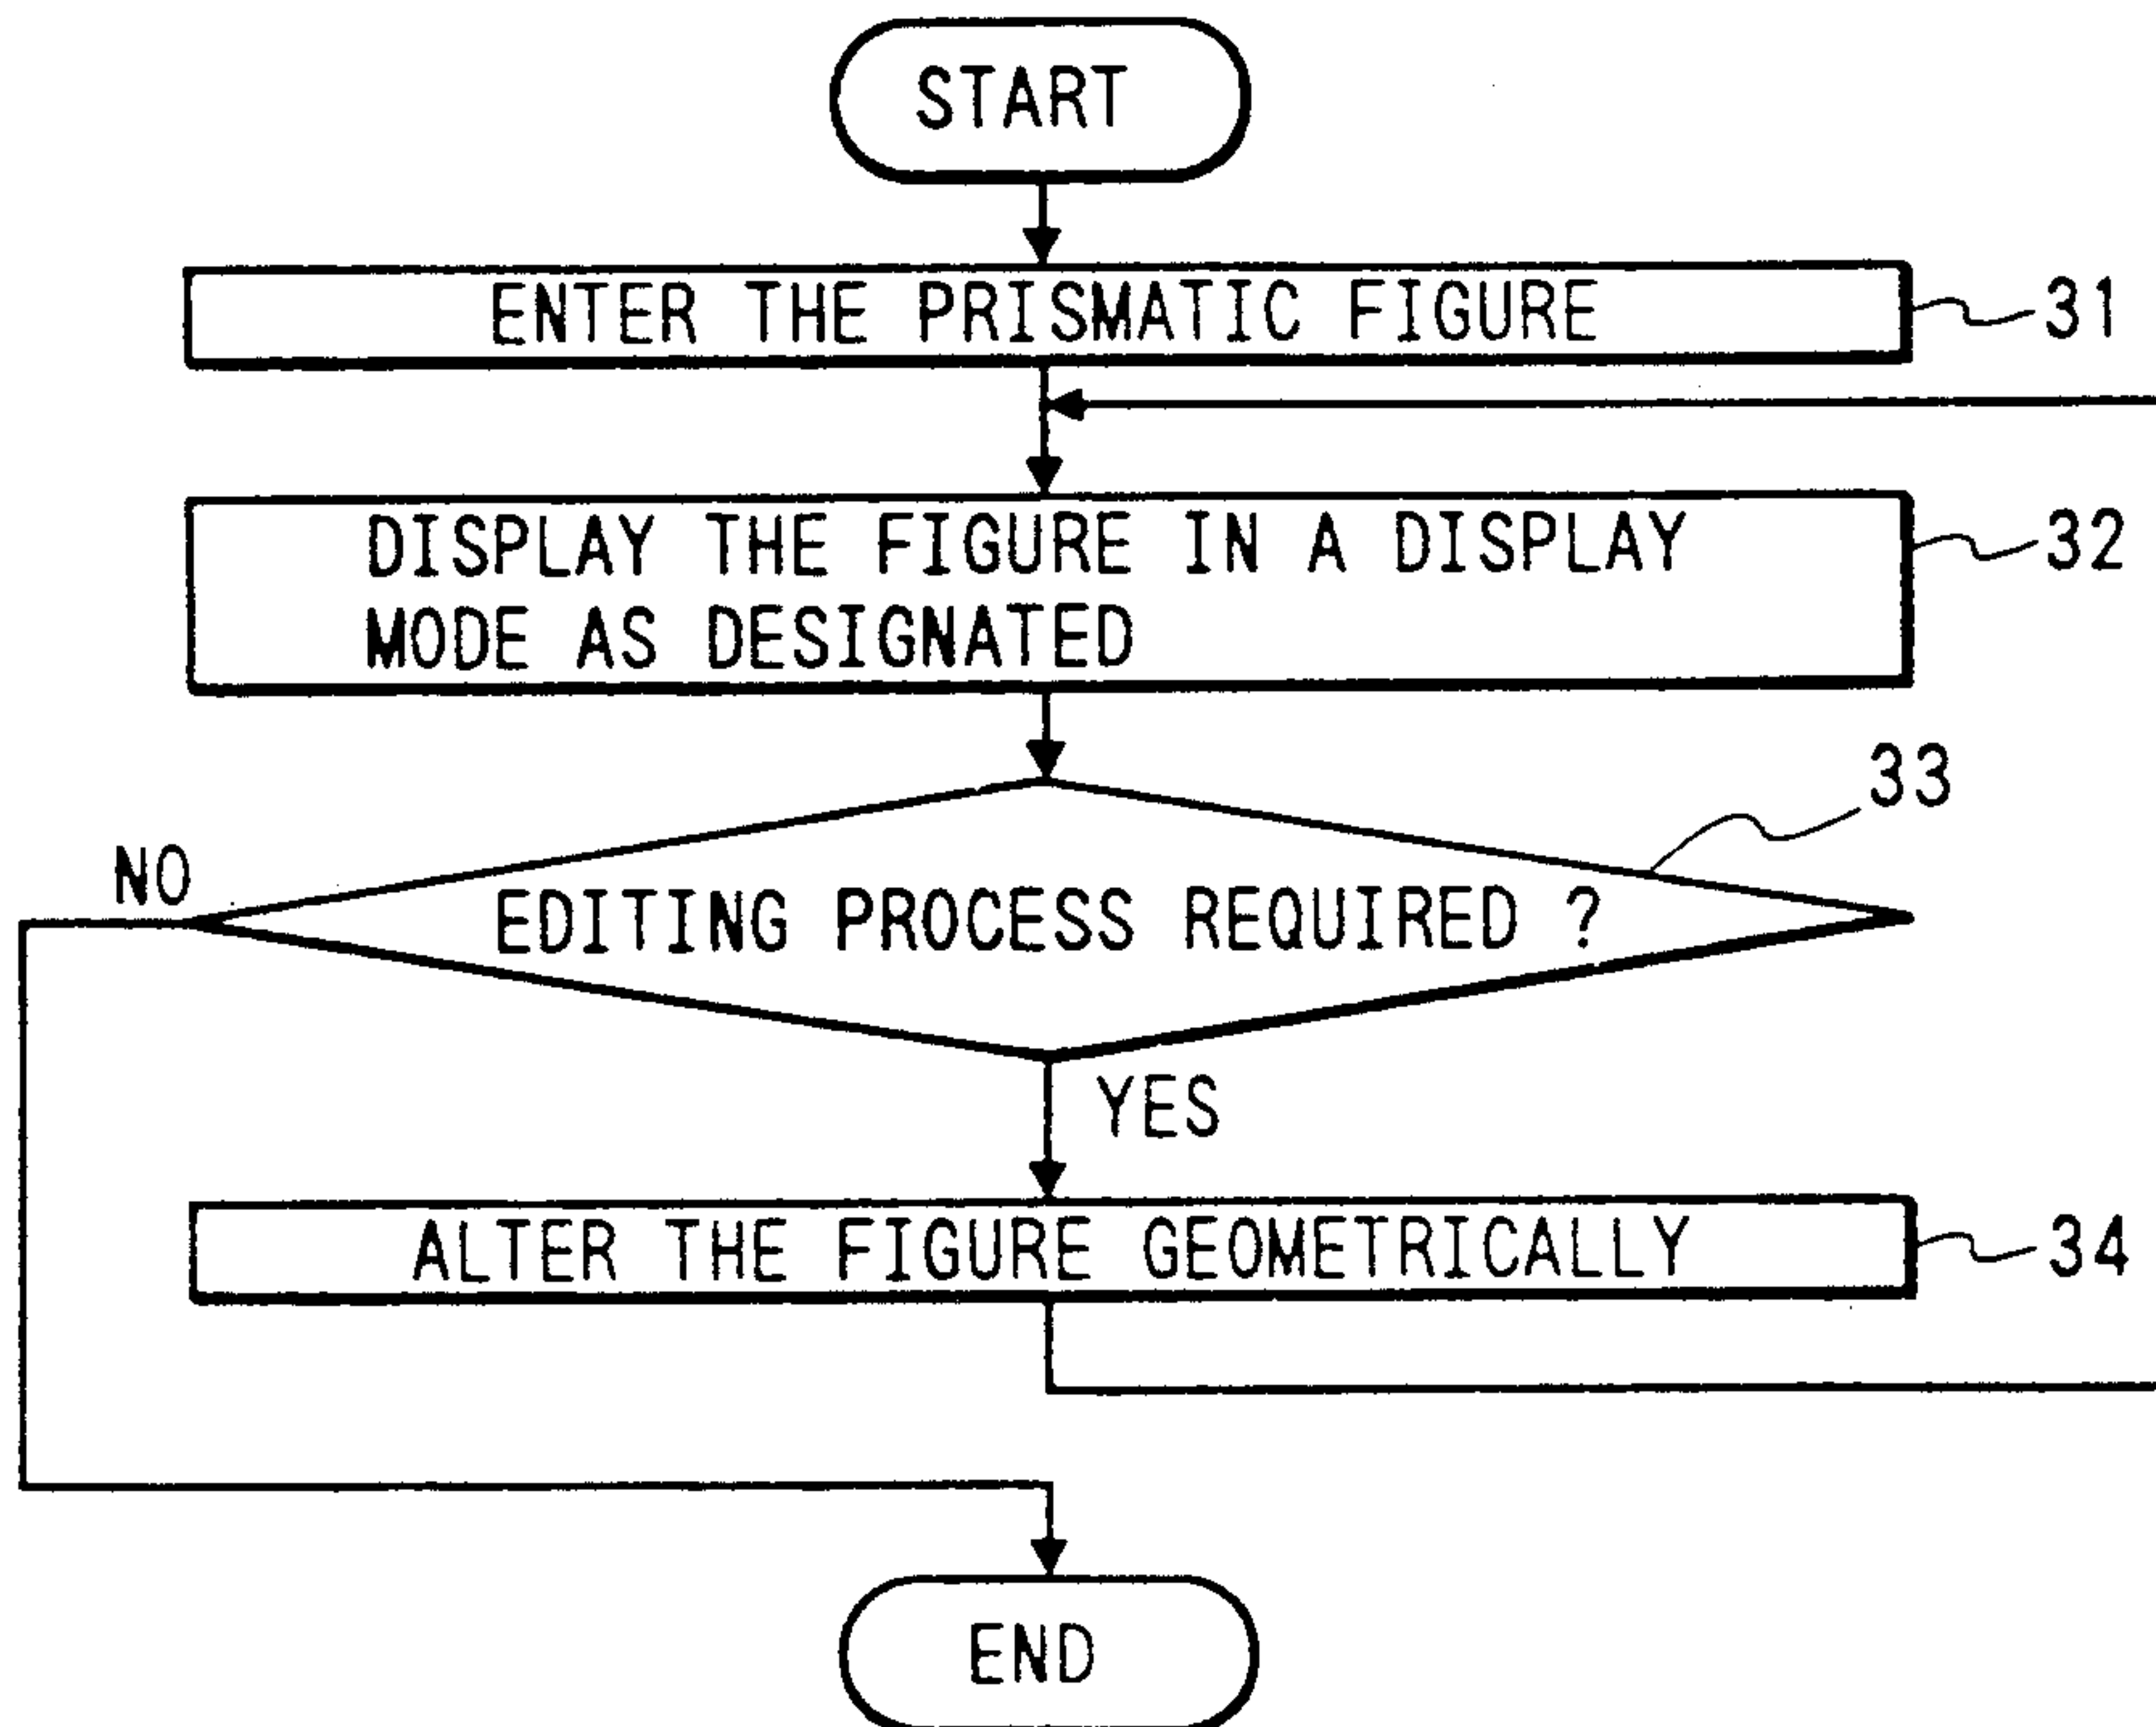 START
ENTER THE PRISMATIC FIGURE
31
DISPLAY THE FIGURE IN A DISPLAY
MODE AS DESIGNATED
32
33
NO
EDITING PROCESS REQUIRED ?
YES
ALTER THE FIGURE GEOMETRICALLY
34
END